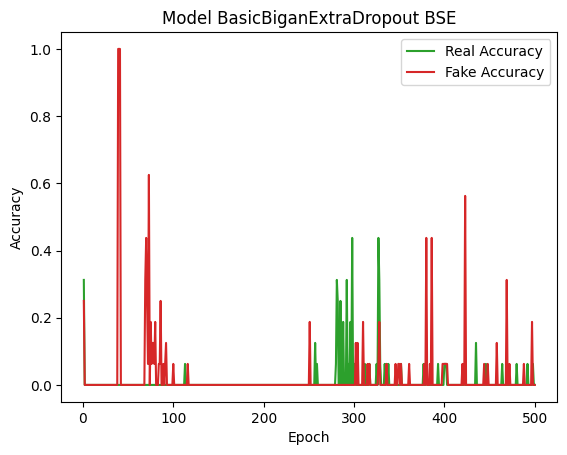 Model BasicBiganExtraDropout BSE
Real Accuracy
Fake Accuracy
1.0
0.8
0.6
0.4
0.2
0.0
Accuracy
0
100
200
300
400
500
Epoch